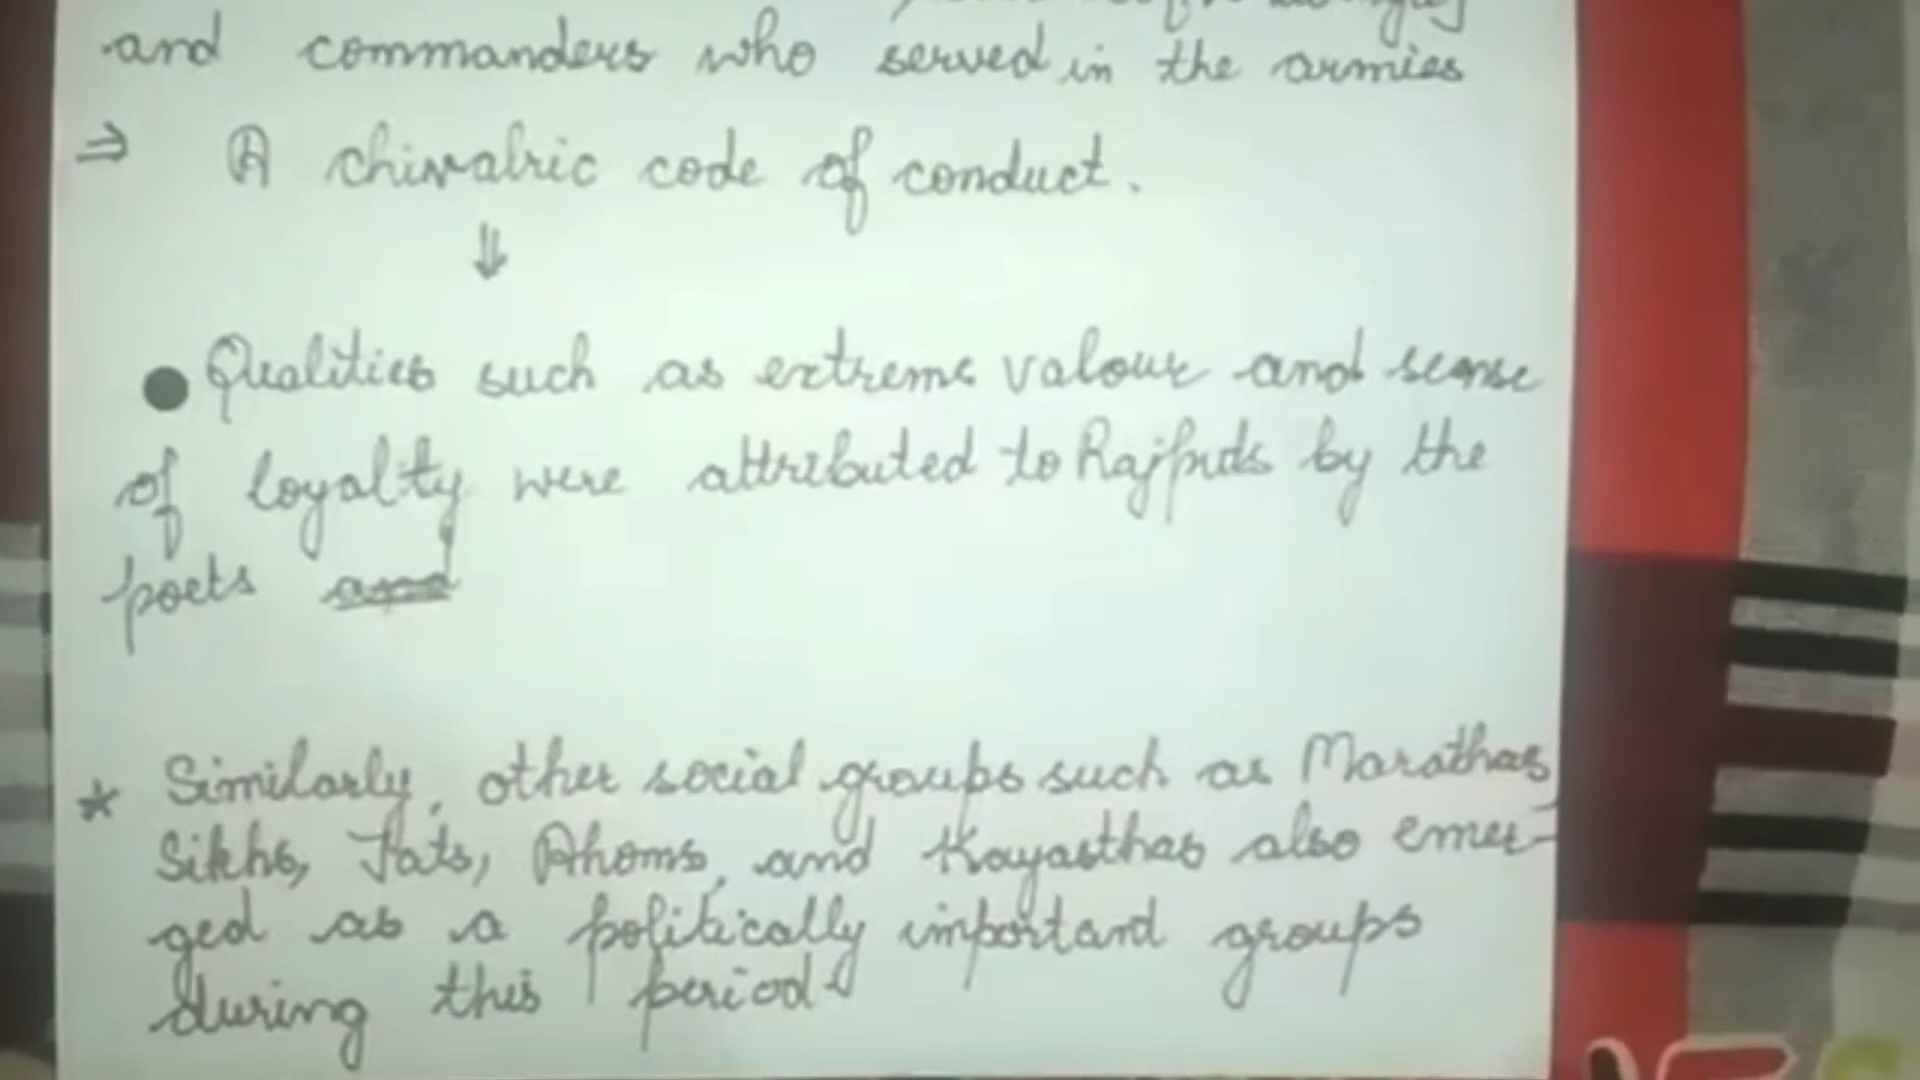 and commanders who served in the armies
⇒ A chivalric code of conduct.
⇓
● Qualities such as extreme valour and sense
of loyalty were attributed to Rajputs by the
poets and
* Similarly, other social groups such as Marathas
Sikhs, Jats, Ahoms, and Kayasthas also emer-
ged as a politically important groups
during this period